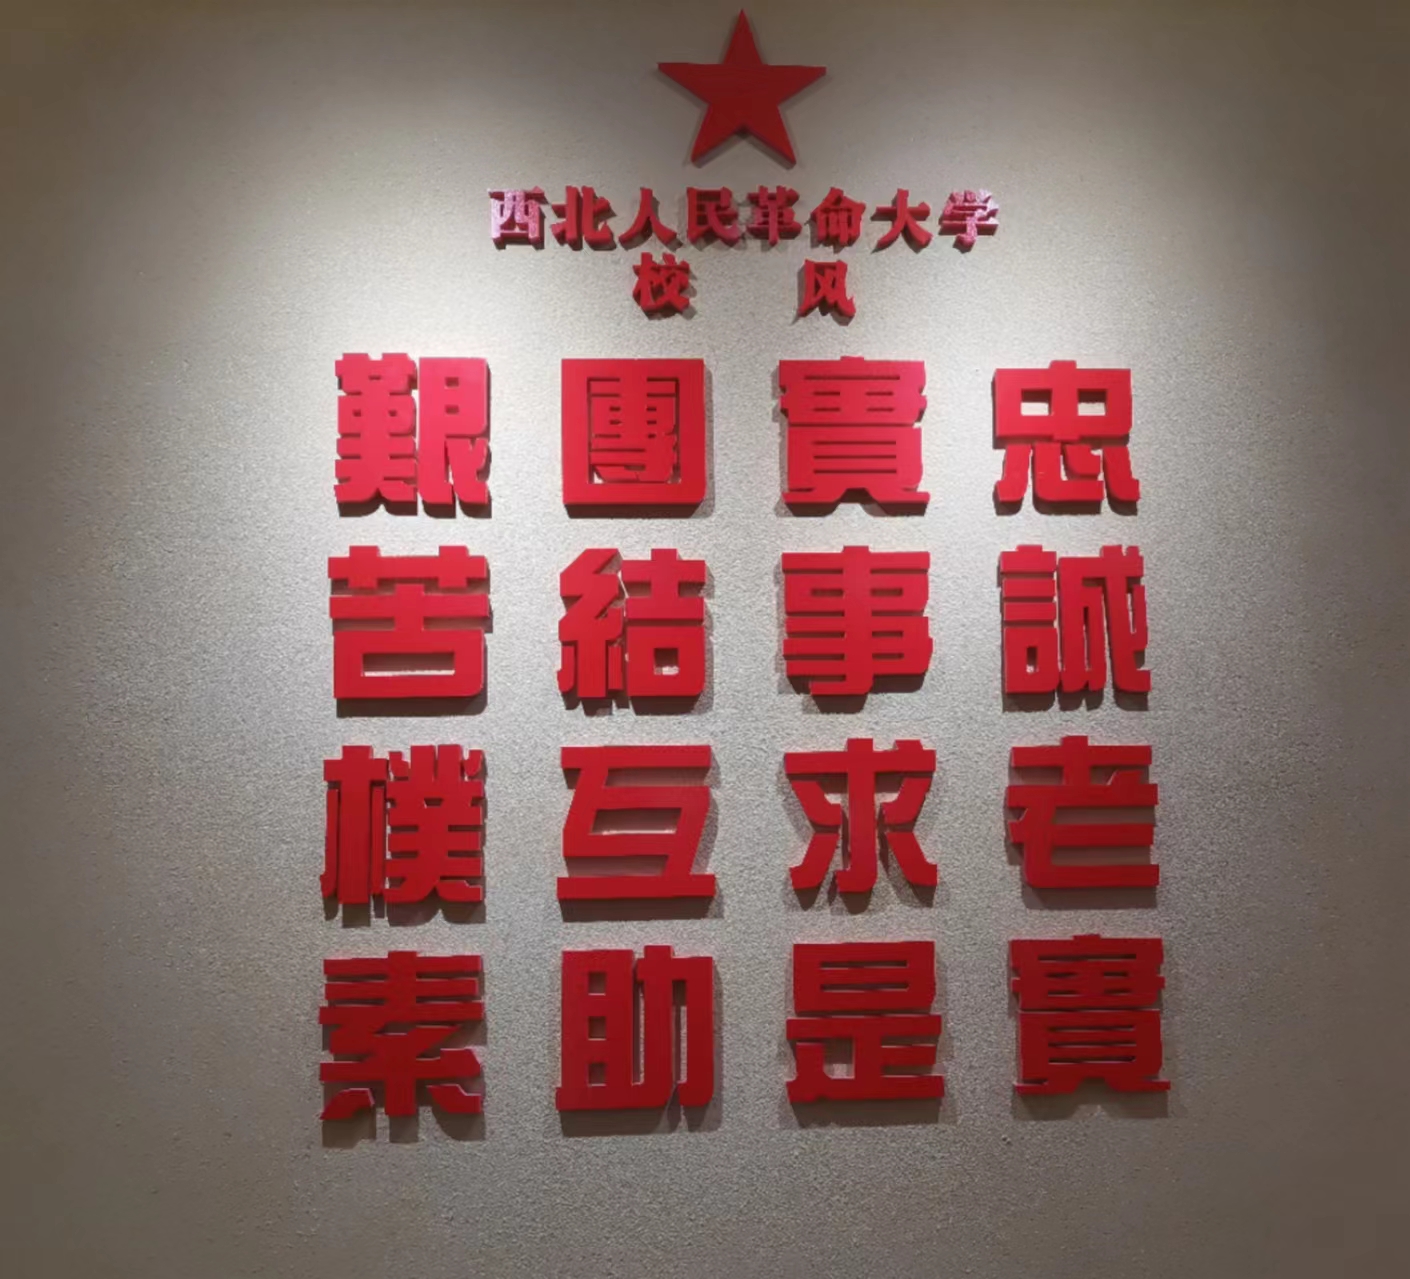 西北人民革命大学
校风
忠誠老實
實事求是
團結互助
艱苦樸素